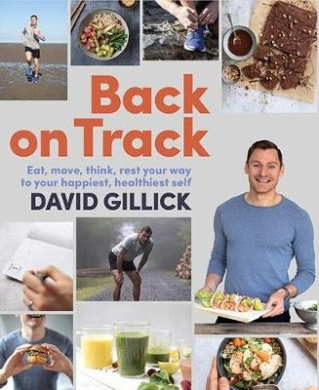 Back
on Track
Eat, move, think, rest your way
to your happiest, healthiest self
DAVID GILLICK